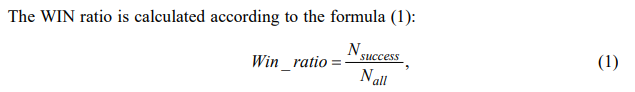 The WIN ratio is calculated according to the formula (1):
Win_ratio = N_success / N_all, (1)